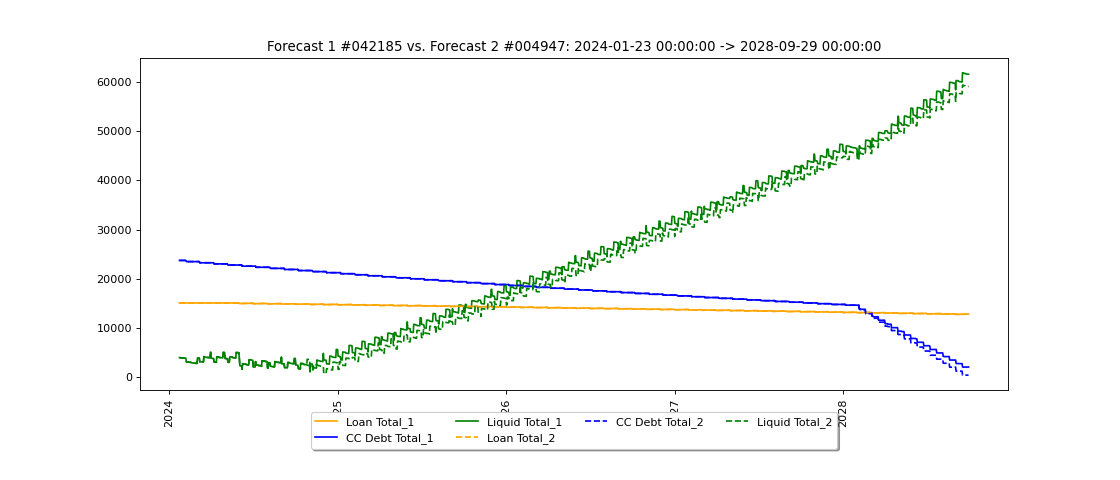 Forecast 1 #042185 vs. Forecast 2 #004947: 2024-01-23 00:00:00 -> 2028-09-29 00:00:00
60000
50000
40000
30000
20000
10000
0
2024
25
26
27
2028
Loan Total_1
Liquid Total_1
CC Debt Total_2
Liquid Total_2
CC Debt Total_1
Loan Total_2